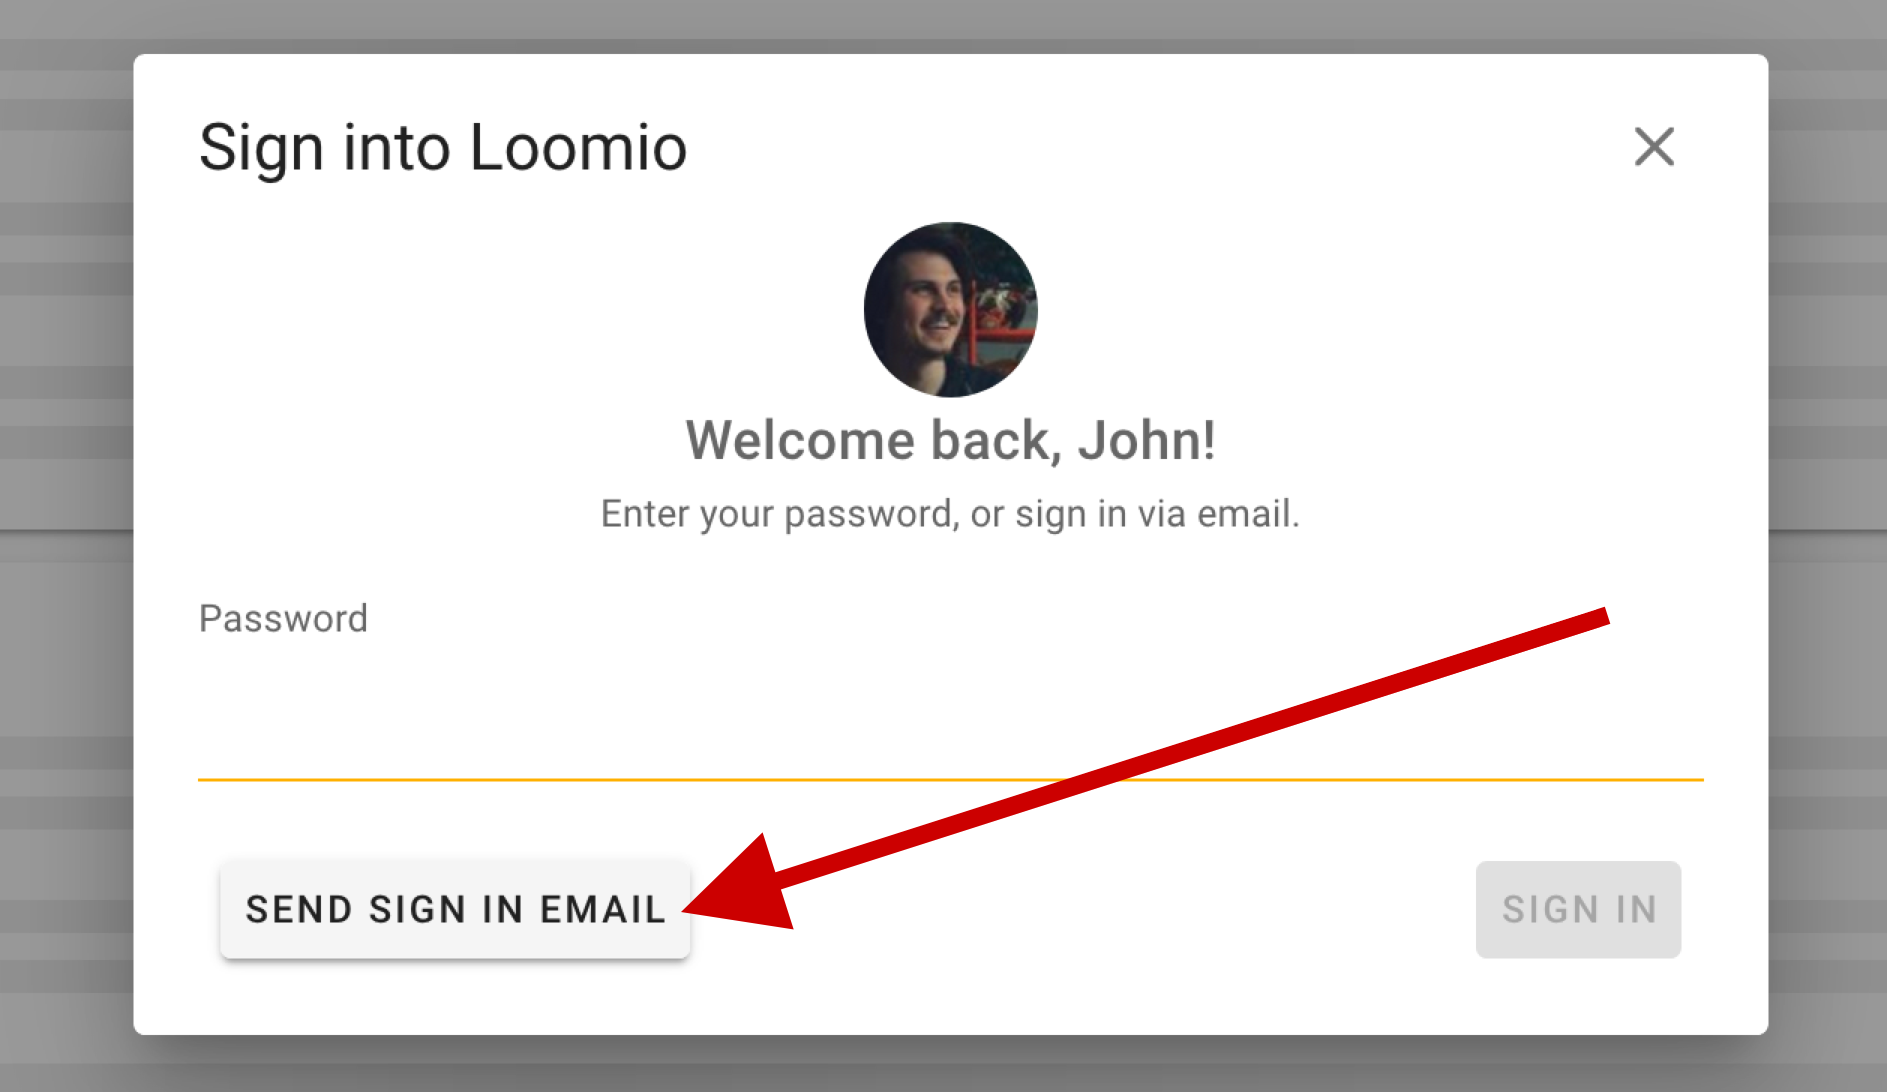 Sign into Loomio
Welcome back, John!
Enter your password, or sign in via email.
Password
SEND SIGN IN EMAIL
SIGN IN